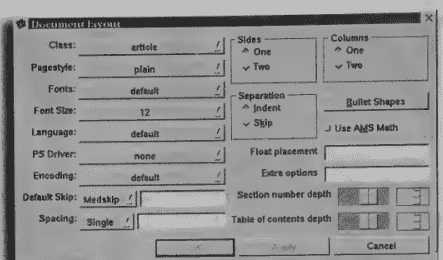 Document layout
Class: article
Pagestyle: plain
Fonts: default
Font Size: 12
Language: default
PS Driver: none
Encoding: default
Default Skip: Medskip
Spacing: Single
Sides
One
Two
Separation
Indent
Skip
Columns
One
Two
Bullet Shapes
Use AMS Math
Float placement
Extra options
Section number depth
Table of contents depth
OK
Apply
Cancel